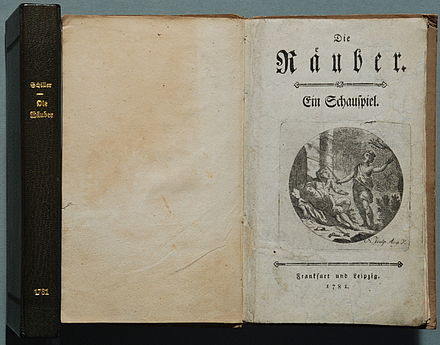 Schiller
Die
Räuber
1781
Die
Räuber.
Ein Schauspiel.
Frankfurt und Leipzig,
1781.